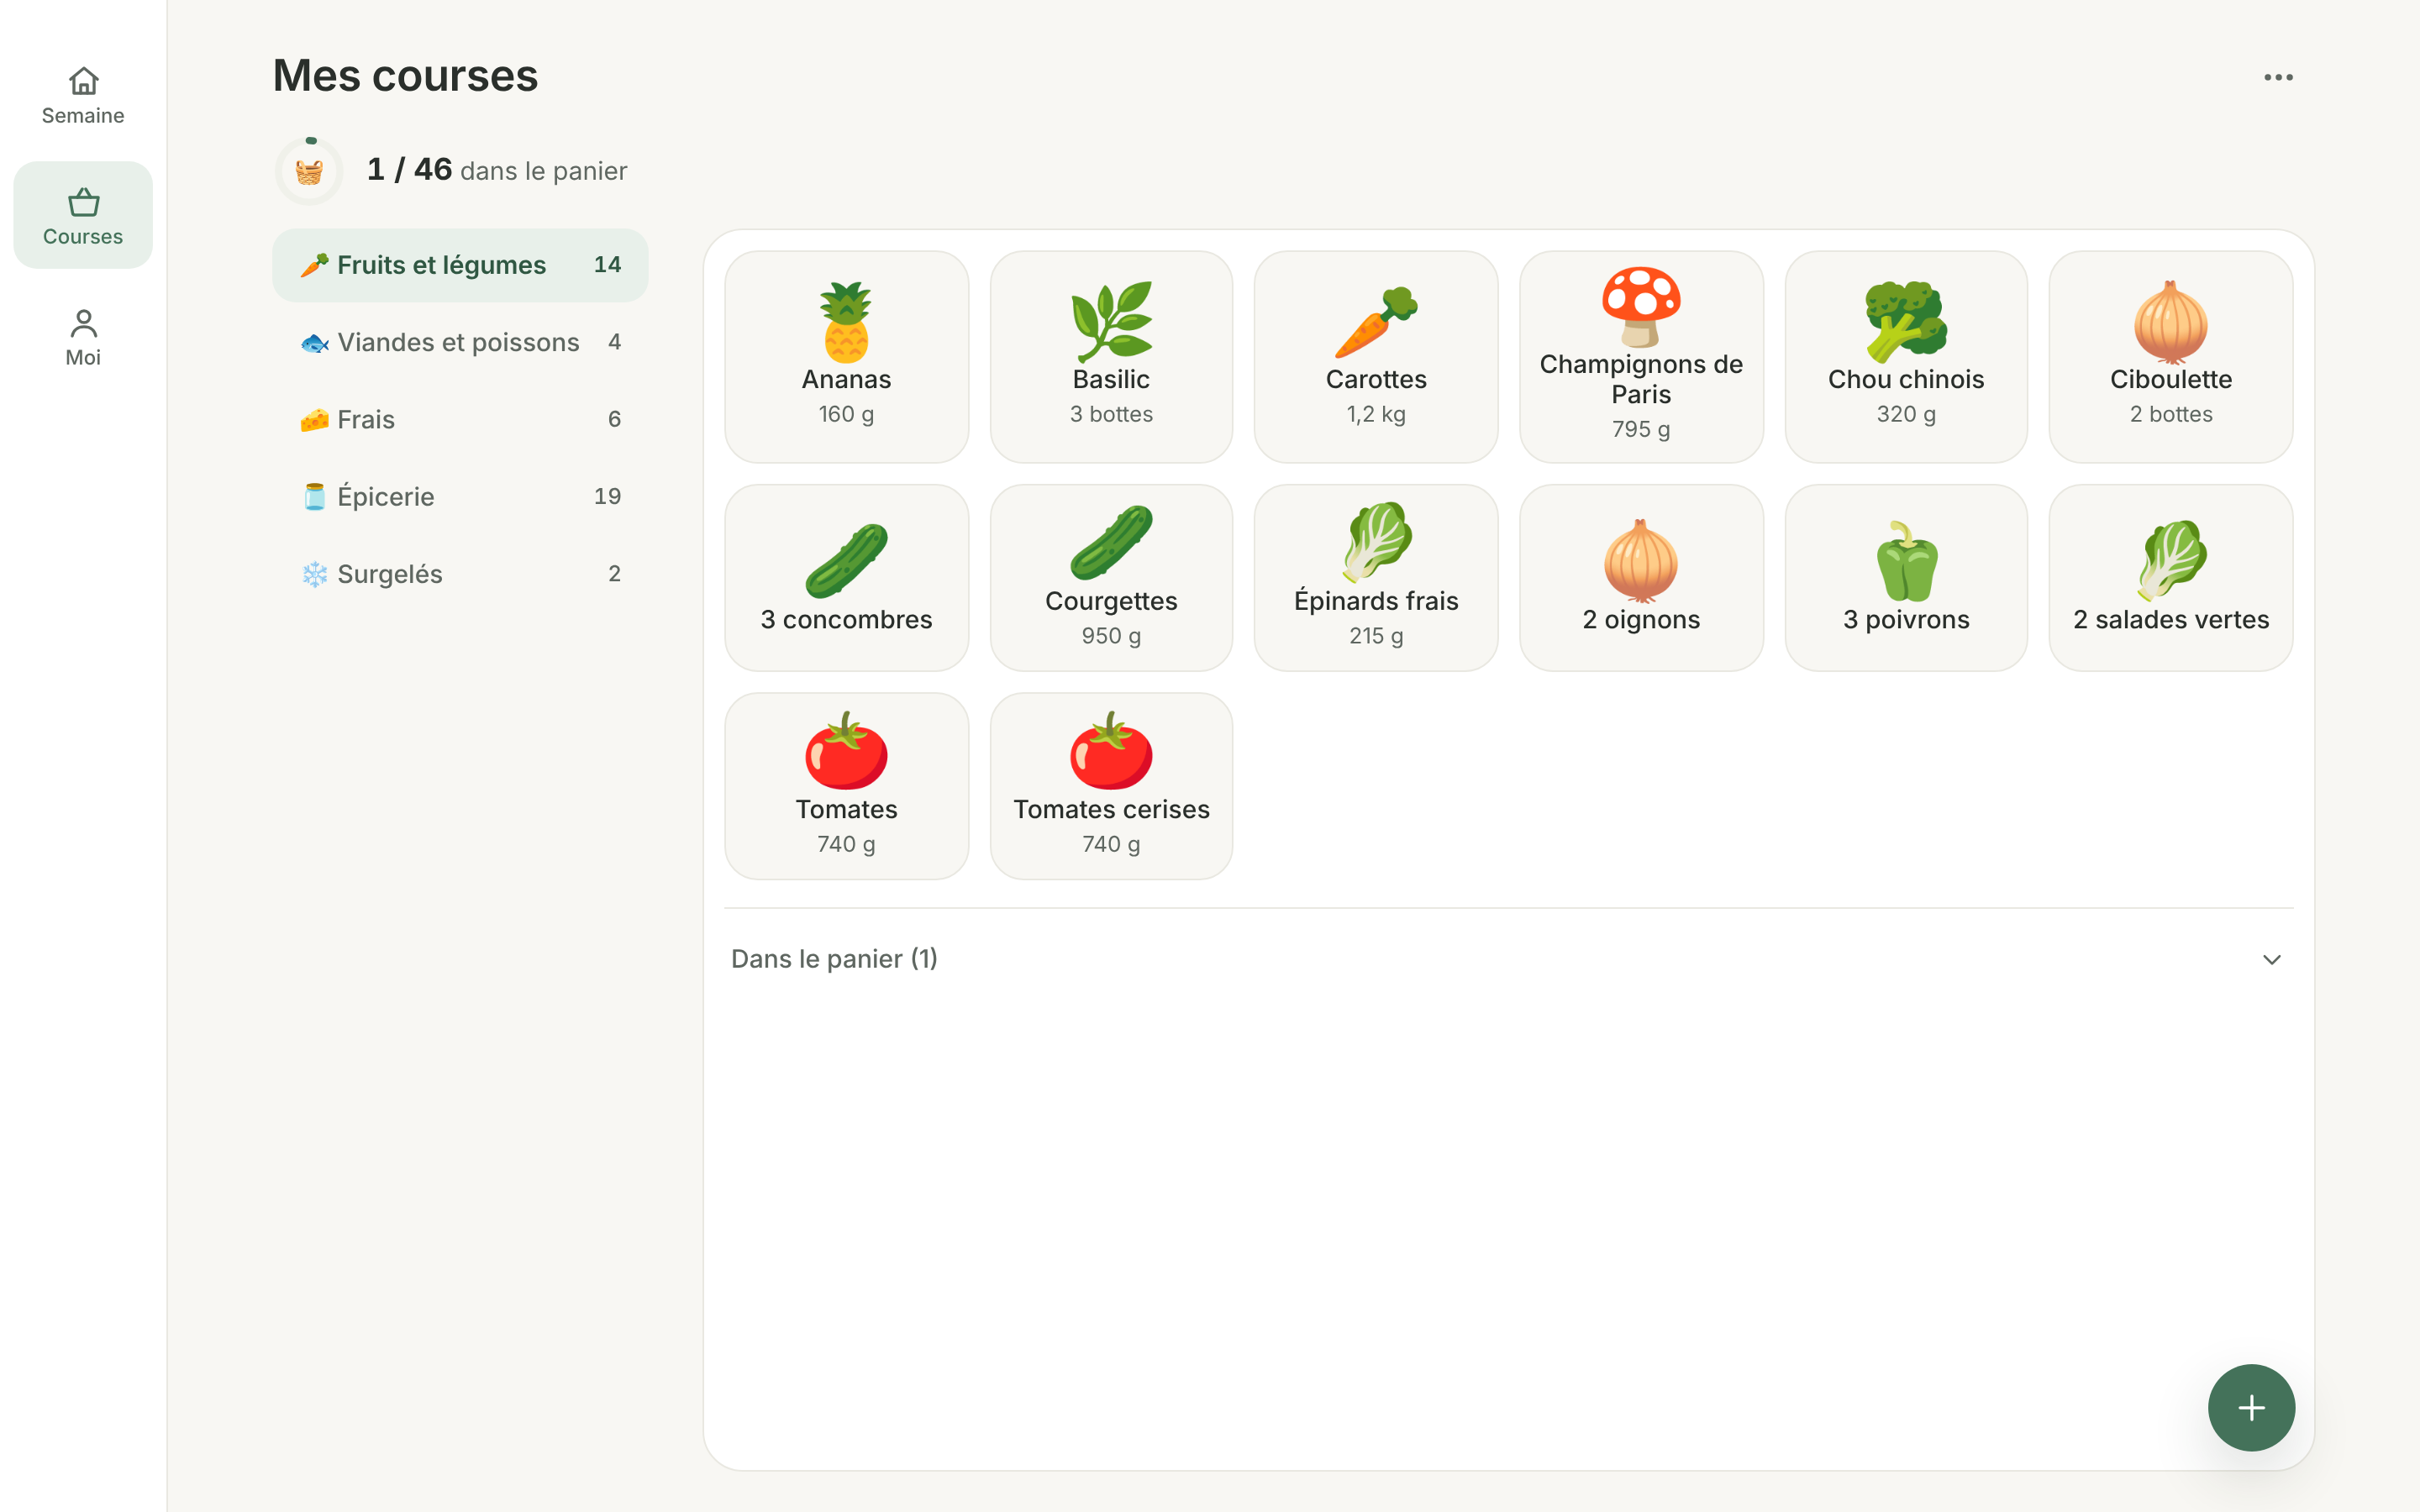 Semaine
Courses
Moi
Mes courses
1 / 46 dans le panier
Fruits et légumes 14
Viandes et poissons 4
Frais 6
Épicerie 19
Surgelés 2
Ananas
160 g
Basilic
3 bottes
Carottes
1,2 kg
Champignons de
Paris
795 g
Chou chinois
320 g
Ciboulette
2 bottes
3 concombres
Courgettes
950 g
Épinards frais
215 g
2 oignons
3 poivrons
2 salades vertes
Tomates
740 g
Tomates cerises
740 g
Dans le panier (1)